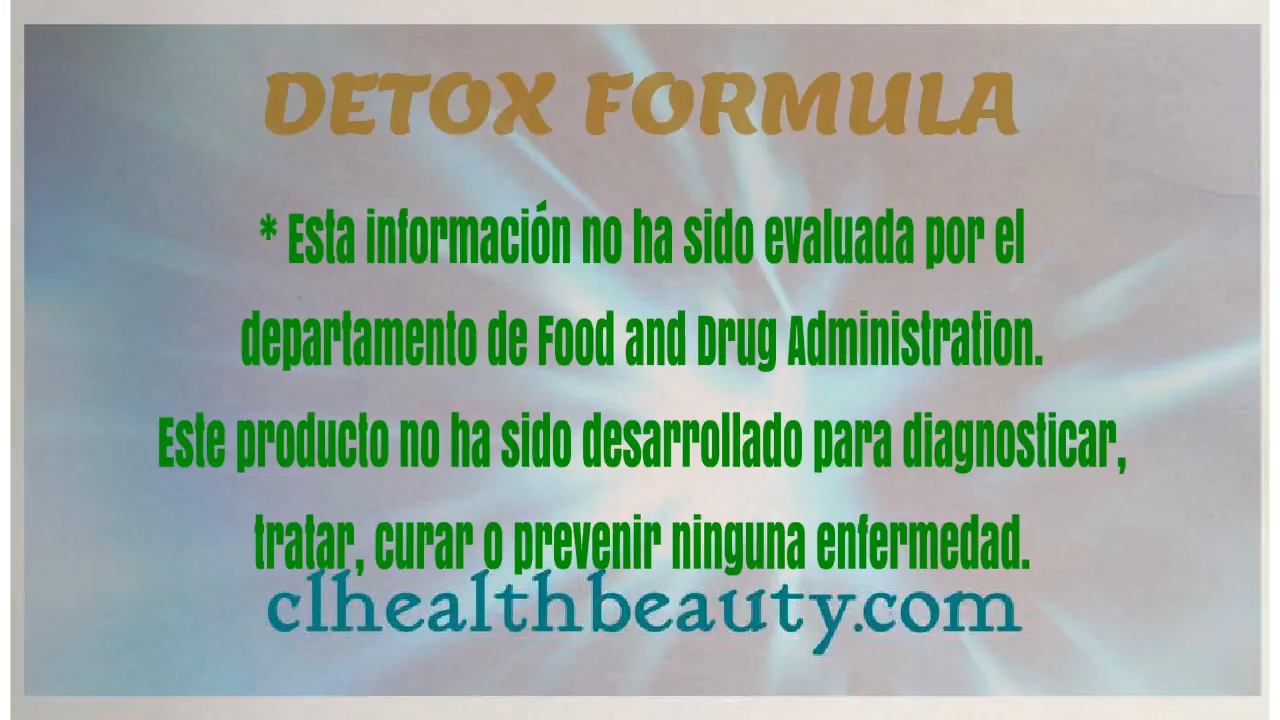 DETOX FORMULA
* Esta información no ha sido evaluada por el
departamento de Food and Drug Administration.
Este producto no ha sido desarrollado para diagnosticar,
tratar, curar o prevenir ninguna enfermedad.
clhealthbeauty.com